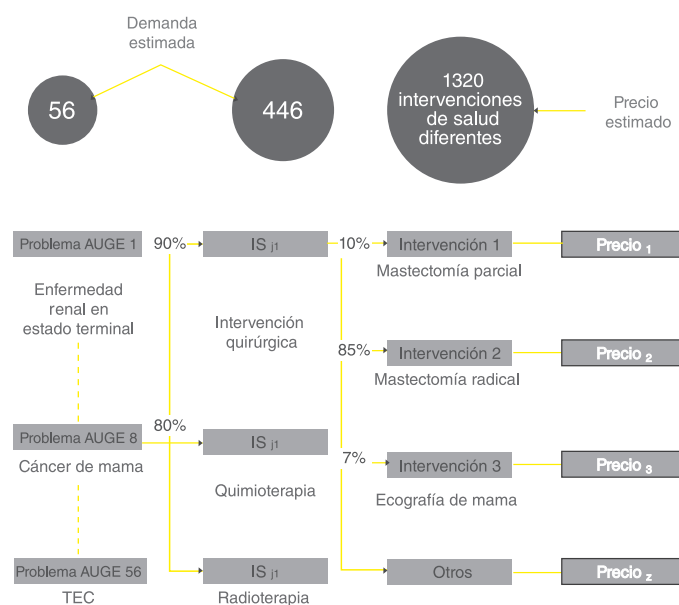 Demanda
estimada
56
446
1320
intervenciones
de salud
diferentes
Precio
estimado
Problema AUGE 1
90%
IS j1
10%
Intervención 1
Precio 1
Mastectomía parcial
Enfermedad
renal en
estado terminal
Intervención
quirúrgica
85%
Intervención 2
Precio 2
Mastectomía radical
Problema AUGE 8
80%
IS j1
Cáncer de mama
7%
Intervención 3
Precio 3
Quimioterapia
Ecografía de mama
Problema AUGE 56
IS j1
Otros
Precio z
TEC
Radioterapia